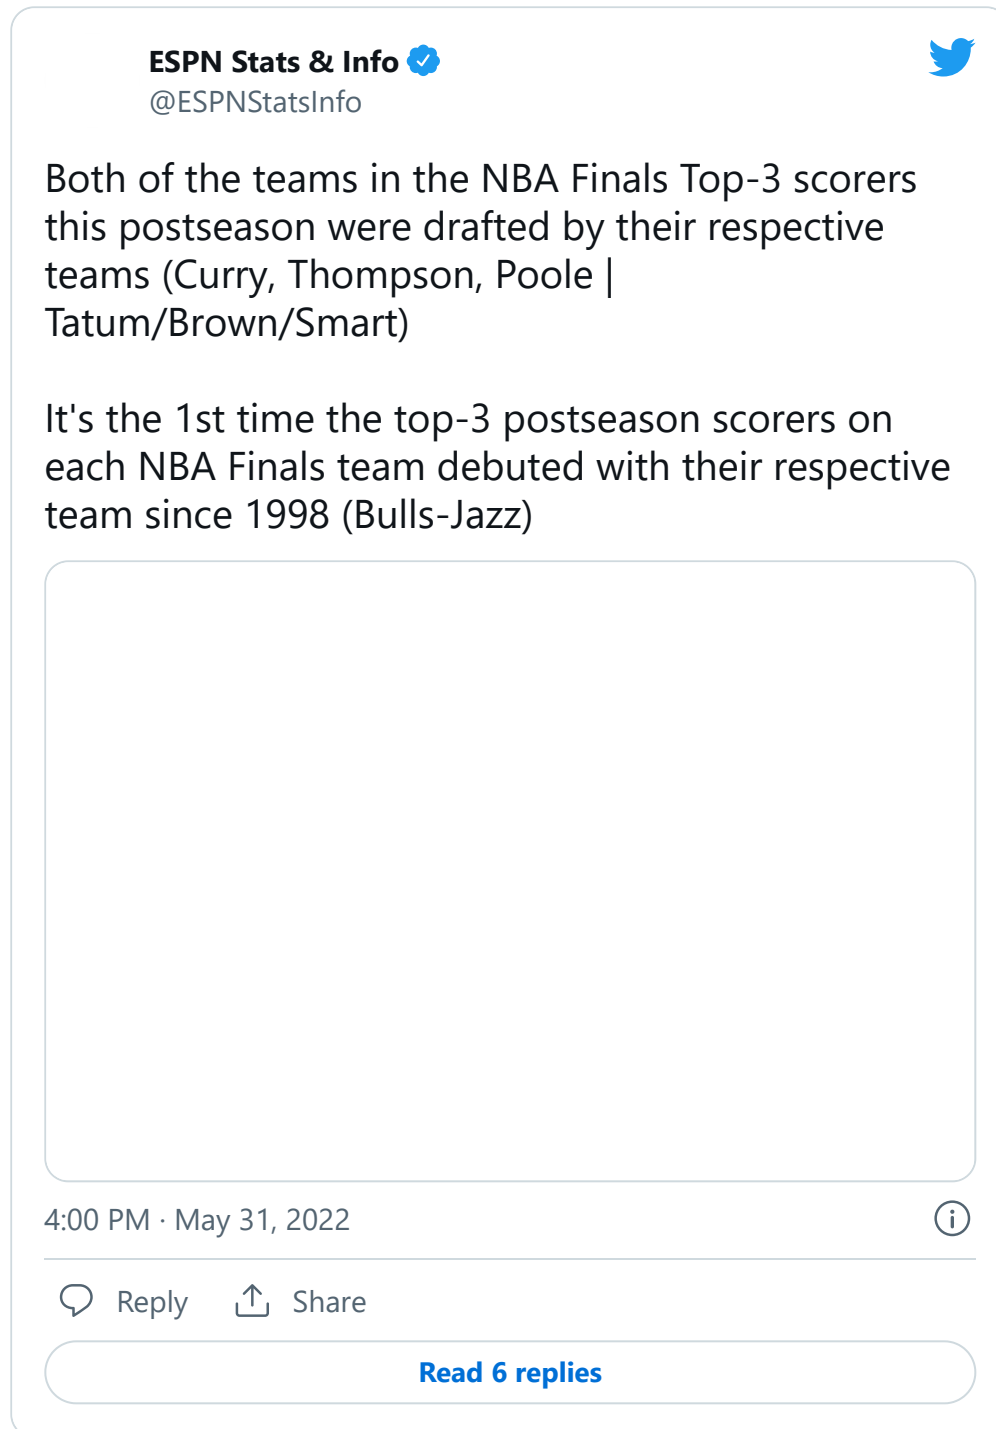 ESPN Stats & Info
@ESPNStatsInfo
Both of the teams in the NBA Finals Top-3 scorers
this postseason were drafted by their respective
teams (Curry, Thompson, Poole |
Tatum/Brown/Smart)
It's the 1st time the top-3 postseason scorers on
each NBA Finals team debuted with their respective
team since 1998 (Bulls-Jazz)
4:00 PM · May 31, 2022
Reply Share
Read 6 replies